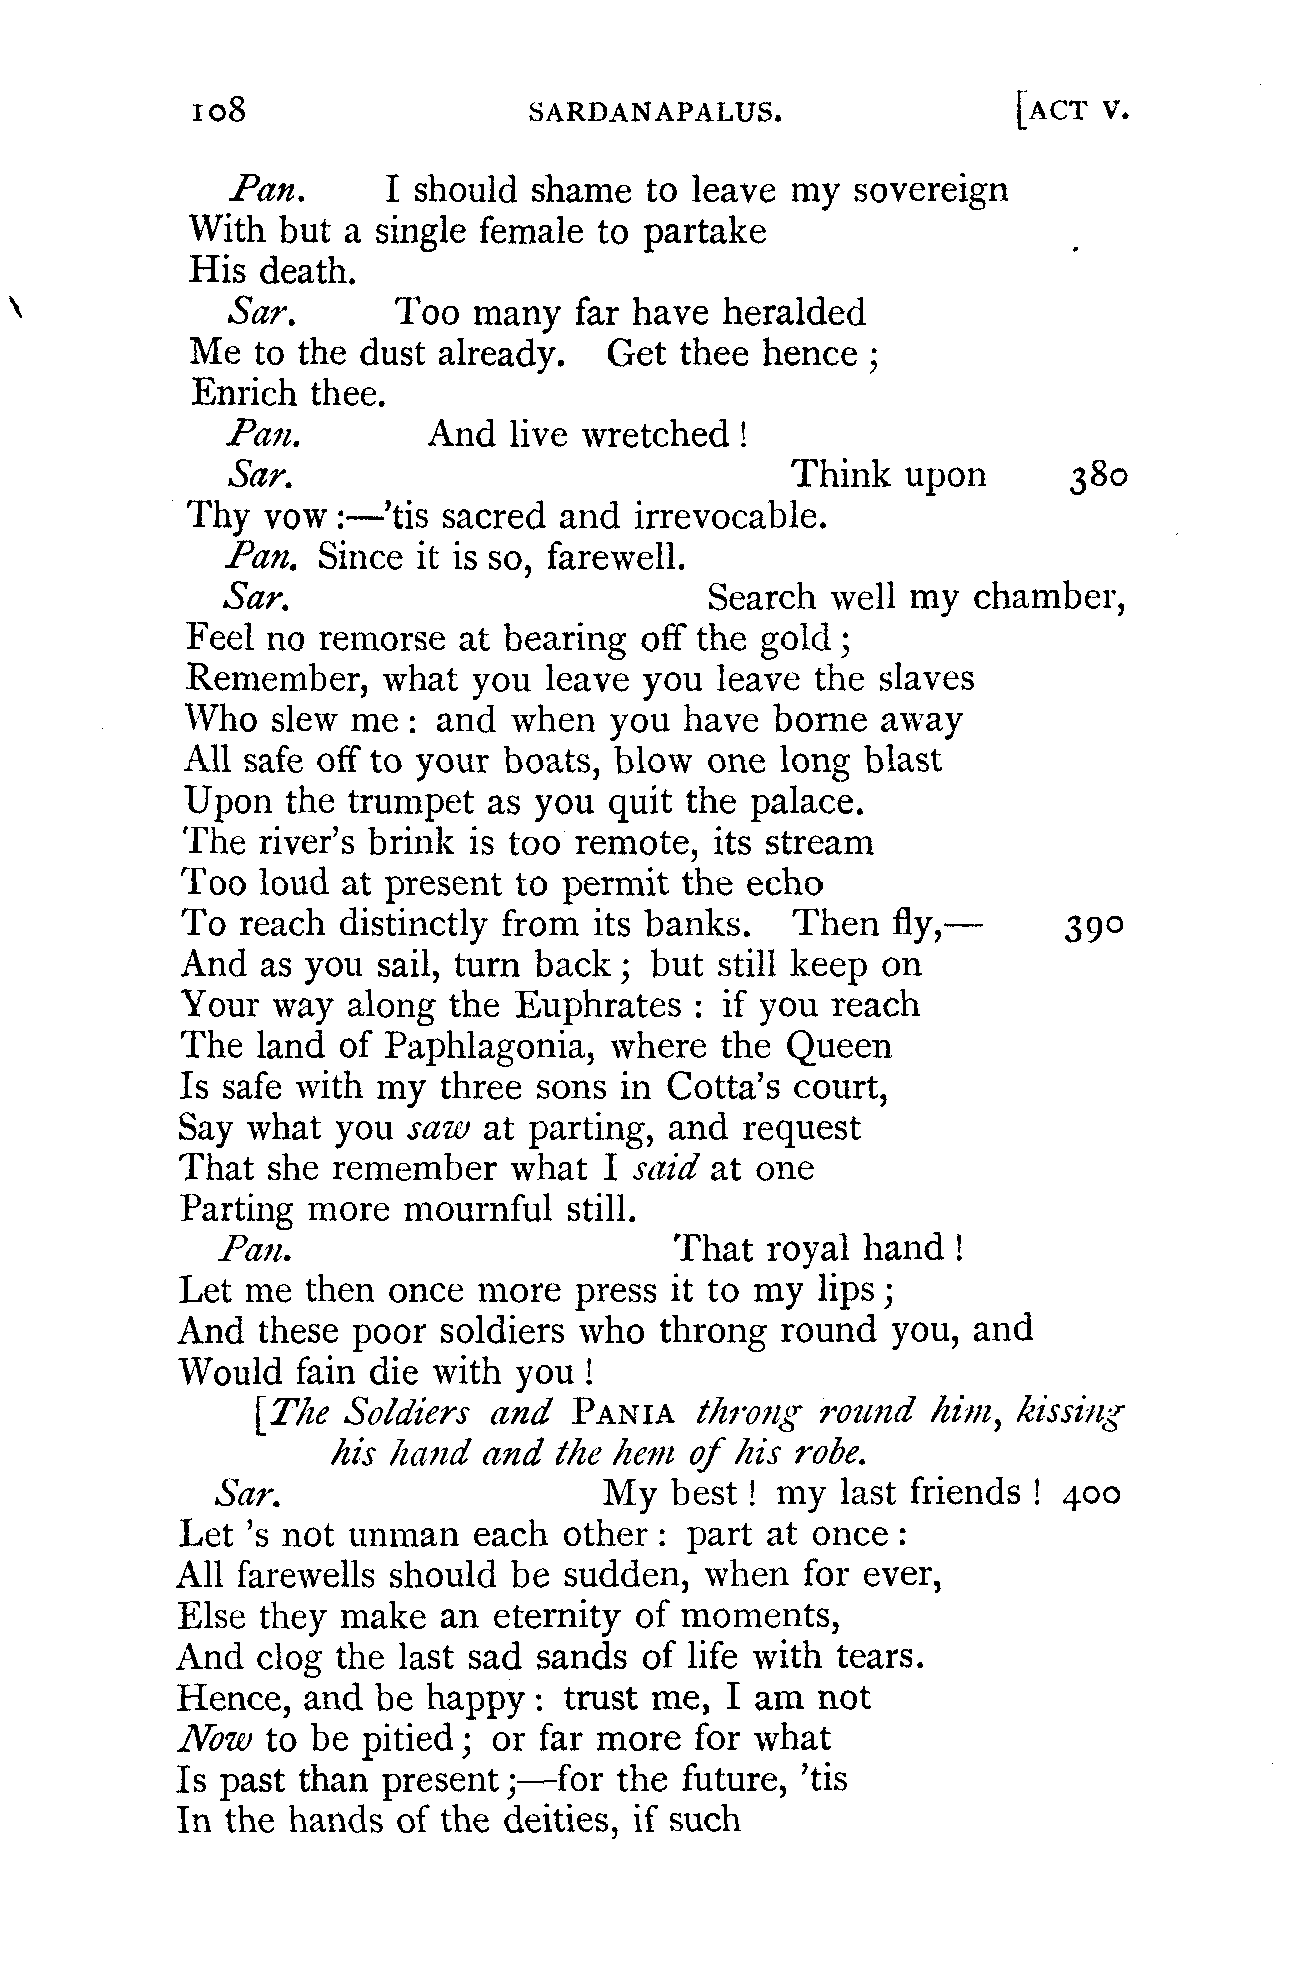 108 SARDANAPALUS. [ACT V.
Pan. I should shame to leave my sovereign
With but a single female to partake
His death.
Sar. Too many far have heralded
Me to the dust already. Get thee hence ;
Enrich thee.
Pan. And live wretched !
Sar. Think upon 380
Thy vow :—'tis sacred and irrevocable.
Pan. Since it is so, farewell.
Sar. Search well my chamber,
Feel no remorse at bearing off the gold ;
Remember, what you leave you leave the slaves
Who slew me : and when you have borne away
All safe off to your boats, blow one long blast
Upon the trumpet as you quit the palace.
The river's brink is too remote, its stream
Too loud at present to permit the echo
To reach distinctly from its banks. Then fly,— 390
And as you sail, turn back ; but still keep on
Your way along the Euphrates : if you reach
The land of Paphlagonia, where the Queen
Is safe with my three sons in Cotta's court,
Say what you saw at parting, and request
That she remember what I said at one
Parting more mournful still.
Pan. That royal hand !
Let me then once more press it to my lips ;
And these poor soldiers who throng round you, and
Would fain die with you !
[The Soldiers and PANIA throng round him, kissing
his hand and the hem of his robe.
Sar. My best ! my last friends ! 400
Let 's not unman each other : part at once :
All farewells should be sudden, when for ever,
Else they make an eternity of moments,
And clog the last sad sands of life with tears.
Hence, and be happy : trust me, I am not
Now to be pitied ; or far more for what
Is past than present ;—for the future, 'tis
In the hands of the deities, if such